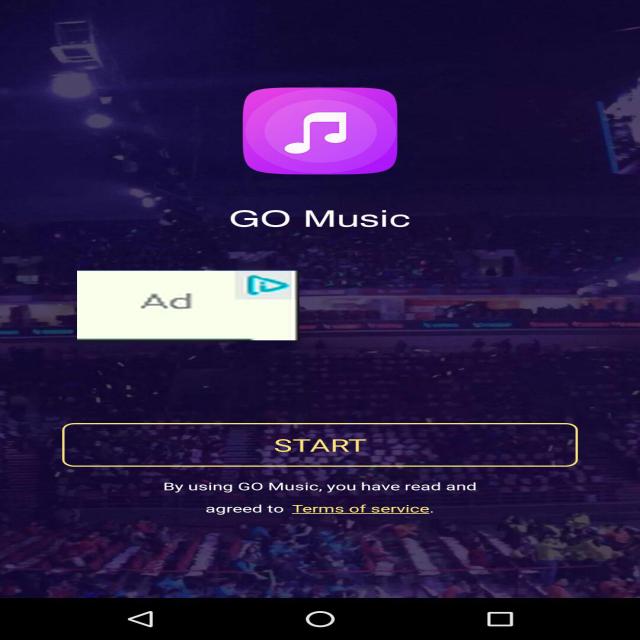 GO Music
Ad
START
By using GO Music, you have read and
agreed to Terms of service.